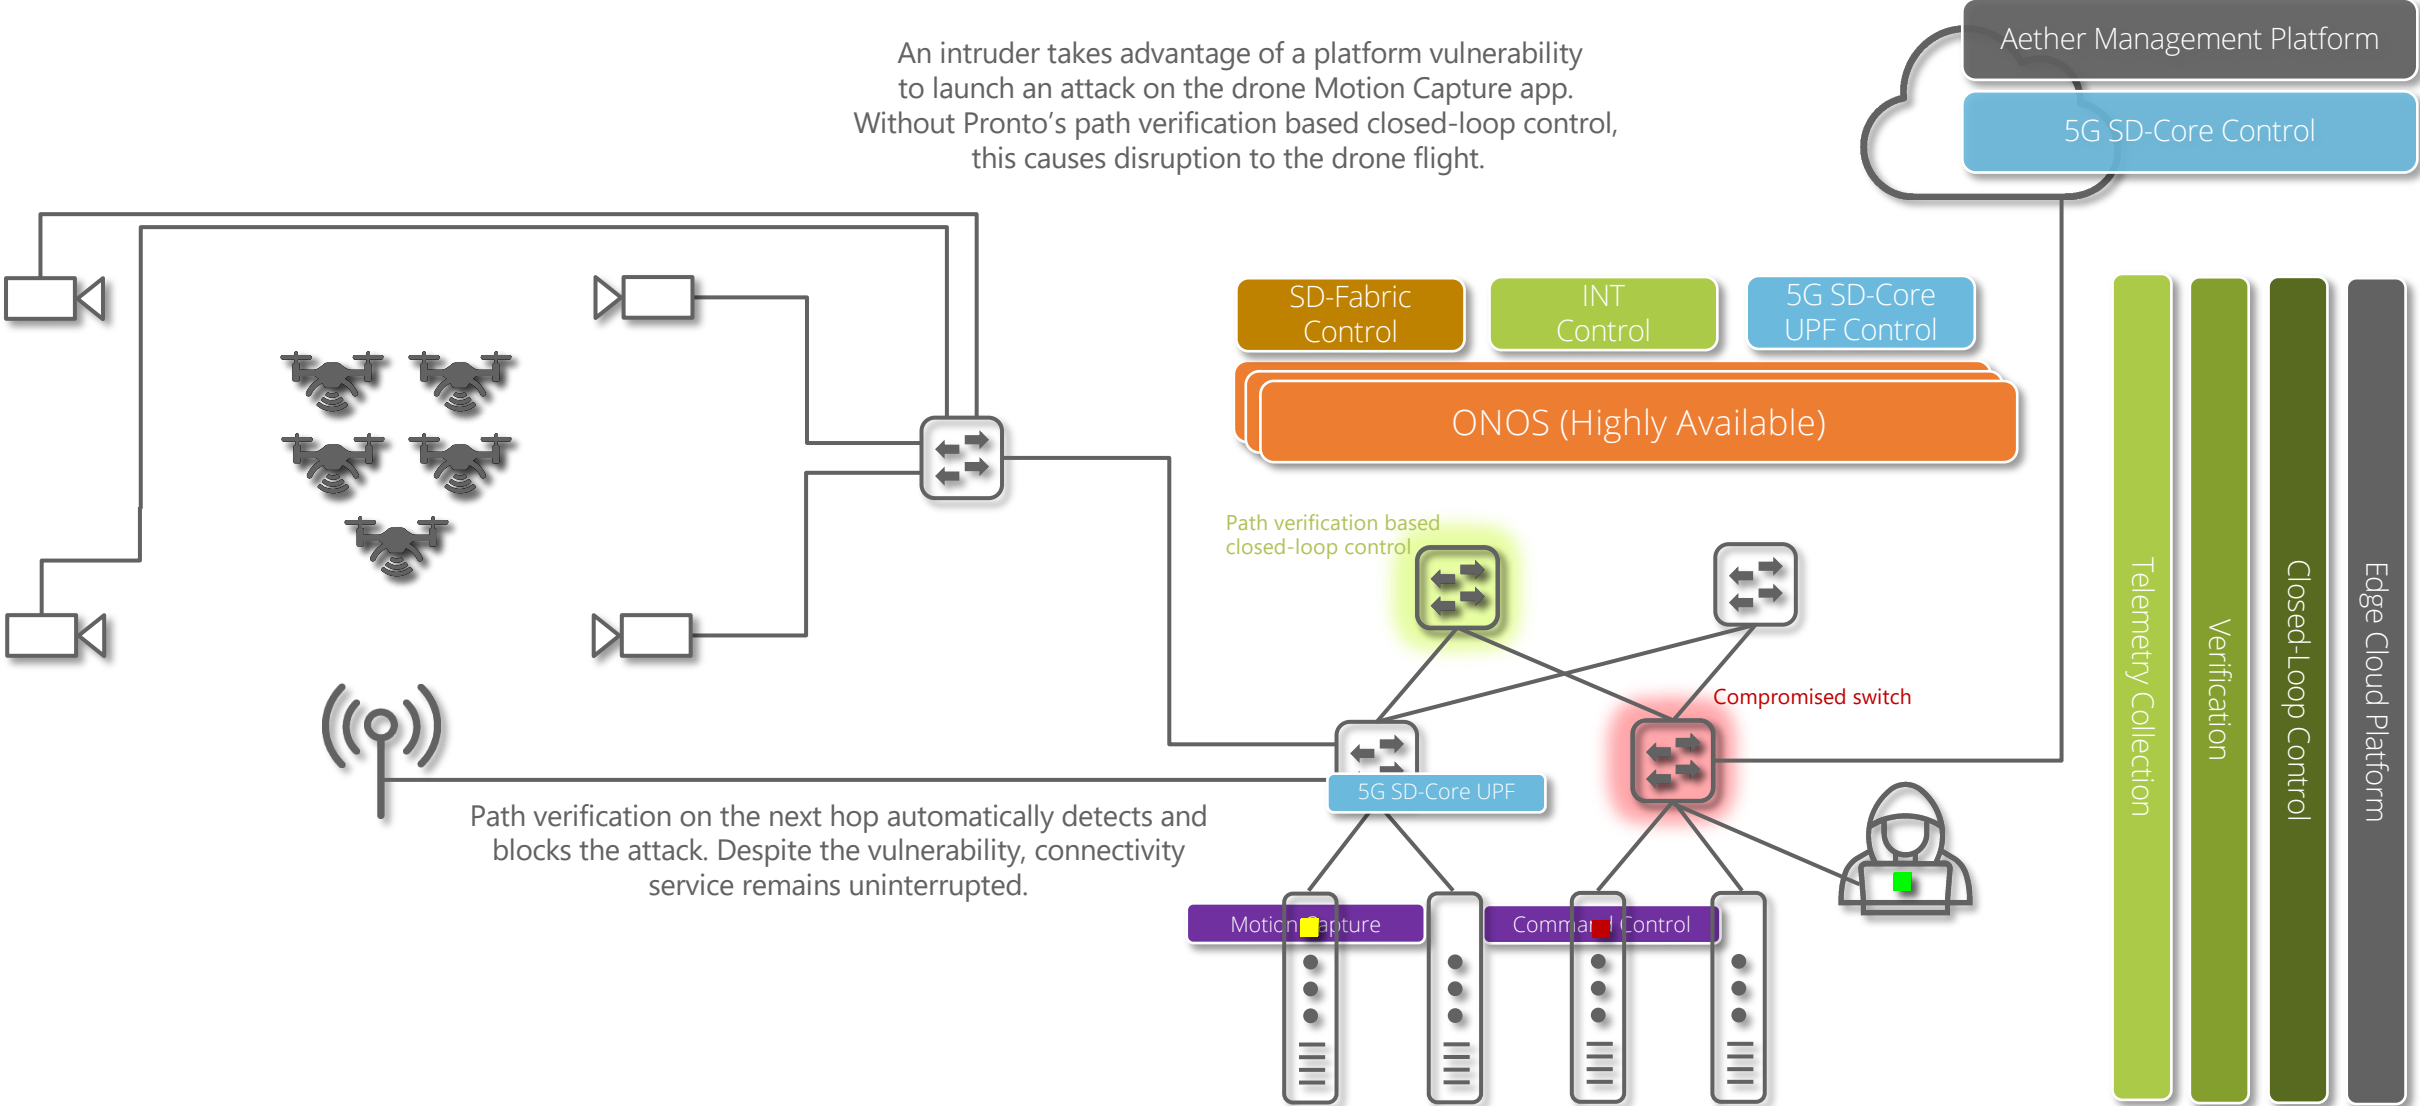 An intruder takes advantage of a platform vulnerability
to launch an attack on the drone Motion Capture app.
Without Pronto’s path verification based closed-loop control,
this causes disruption to the drone flight.
Aether Management Platform
5G SD-Core Control
SD-Fabric
Control
INT
Control
5G SD-Core
UPF Control
ONOS (Highly Available)
Path verification based
closed-loop control
Compromised switch
5G SD-Core UPF
Path verification on the next hop automatically detects and
blocks the attack. Despite the vulnerability, connectivity
service remains uninterrupted.
Motion Capture
Command Control
Telemetry Collection
Verification
Closed-Loop Control
Edge Cloud Platform